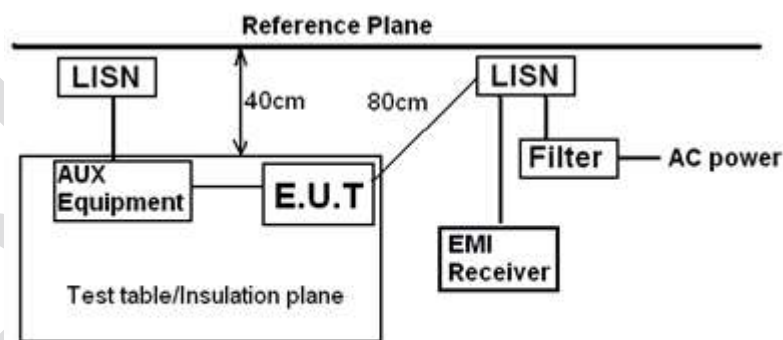 Reference Plane
LISN
40cm
80cm
LISN
Filter
AC power
AUX
Equipment
E.U.T
EMI
Receiver
Test table/Insulation plane